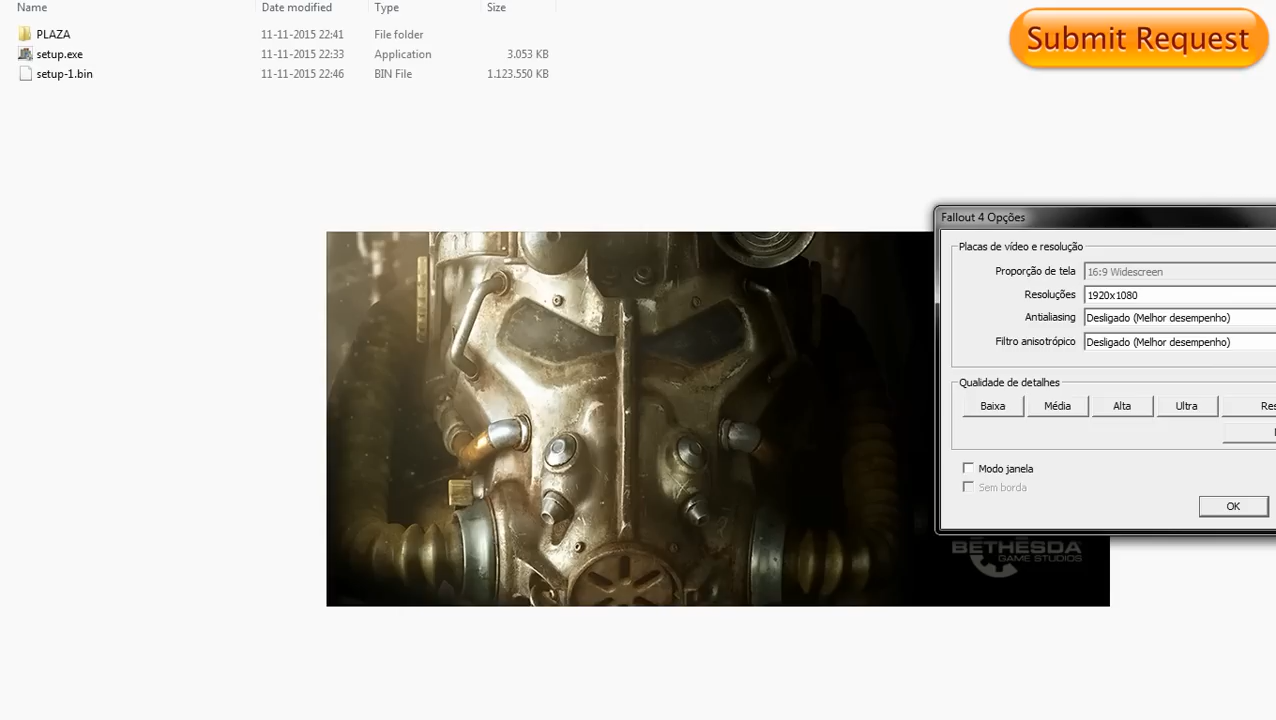 Name Date modified Type Size
PLAZA 11-11-2015 22:41 File folder
setup.exe 11-11-2015 22:33 Application 3.053 KB
setup-1.bin 11-11-2015 22:46 BIN File 1.123.550 KB
Submit Request
Fallout 4 Opções
Placas de vídeo e resolução
Proporção de tela 16:9 Widescreen
Resoluções 1920x1080
Antialiasing Desligado (Melhor desempenho)
Filtro anisotrópico Desligado (Melhor desempenho)
Qualidade de detalhes
Baixa Média Alta Ultra Res
Modo janela
Sem borda
OK
BETHESDA
GAME STUDIOS